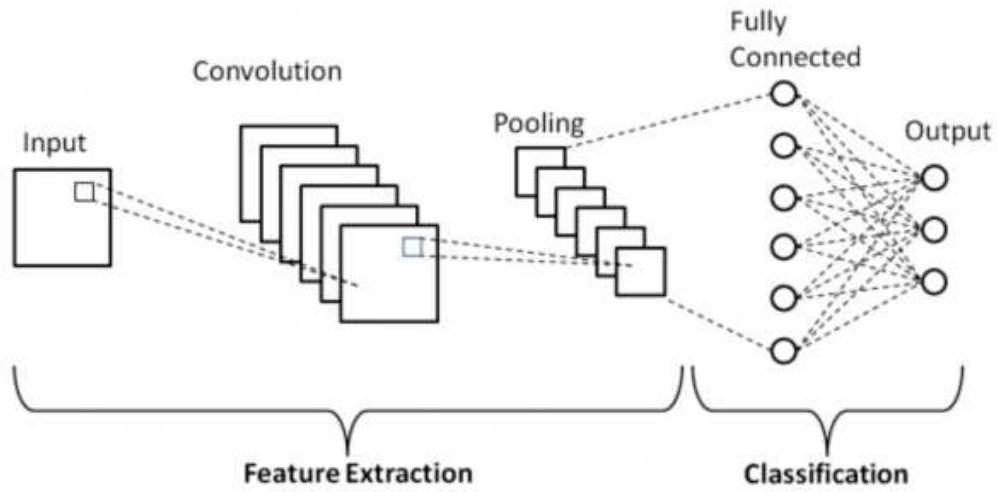 Input
Convolution
Pooling
Fully
Connected
Output
Feature Extraction
Classification